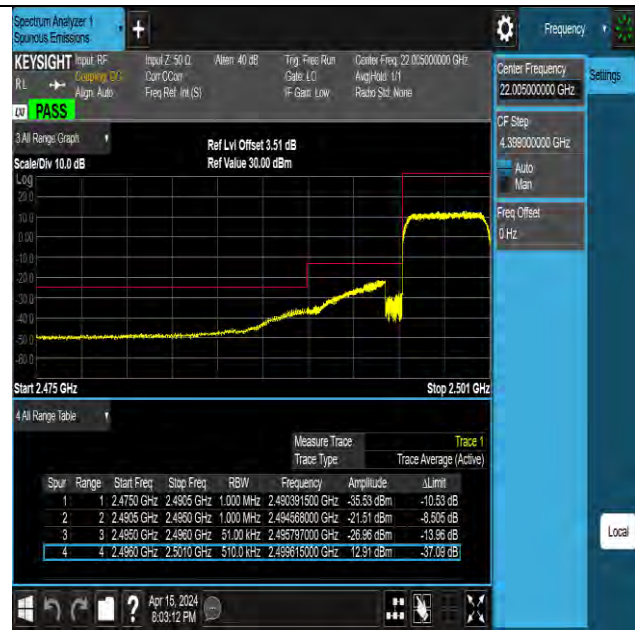 Spectrum Analyzer 1
Spurious Emissions
Frequency
KEYSIGHT Input: RF Input Z: 50 Ω Atten: 40 dB Trig: Free Run Center Freq: 22.005000000 GHz
RL Coupling: DC Corr CCorr Gate: LO Avg|Hold: 1/1
Align: Auto Freq Ref: Int (S) IF Gain: Low Radio Std: None
LXI PASS
Center Frequency
22.005000000 GHz
Settings
CF Step
4.399000000 GHz
Auto
Man
Freq Offset
0 Hz
3 All Range Graph
Ref Lvl Offset 3.51 dB
Scale/Div 10.0 dB Ref Value 30.00 dBm
Log
20.0
10.0
0.00
-10.0
-20.0
-30.0
-40.0
-50.0
-60.0
Start 2.475 GHz Stop 2.501 GHz
4 All Range Table
Measure Trace Trace 1
Trace Type Trace Average (Active)
Spur Range Start Freq Stop Freq RBW Frequency Amplitude ΔLimit
1 1 2.4750 GHz 2.4905 GHz 1.000 MHz 2.490391500 GHz -35.53 dBm -10.53 dB
2 2 2.4905 GHz 2.4950 GHz 1.000 MHz 2.494568000 GHz -21.51 dBm -8.505 dB
3 3 2.4950 GHz 2.4960 GHz 51.00 kHz 2.495797000 GHz -26.96 dBm -13.96 dB
4 4 2.4960 GHz 2.5010 GHz 510.0 kHz 2.499615000 GHz 12.91 dBm -37.09 dB
Local
? Apr 15, 2024
8:03:12 PM